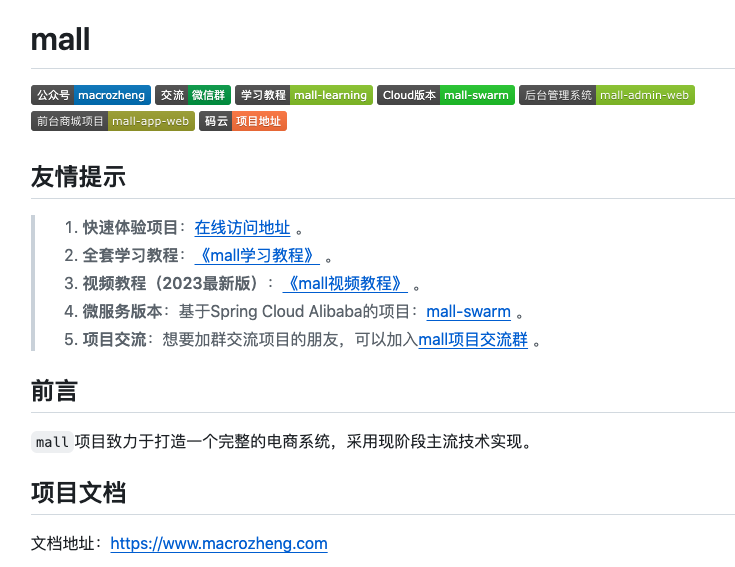 mall
公众号 macrozheng 交流 微信群 学习教程 mall-learning Cloud版本 mall-swarm 后台管理系统 mall-admin-web
前台商城项目 mall-app-web 码云 项目地址
友情提示
1. 快速体验项目：在线访问地址 。
2. 全套学习教程：《mall学习教程》 。
3. 视频教程（2023最新版）：《mall视频教程》 。
4. 微服务版本：基于Spring Cloud Alibaba的项目：mall-swarm 。
5. 项目交流：想要加群交流项目的朋友，可以加入mall项目交流群 。
前言
mall项目致力于打造一个完整的电商系统，采用现阶段主流技术实现。
项目文档
文档地址：https://www.macrozheng.com